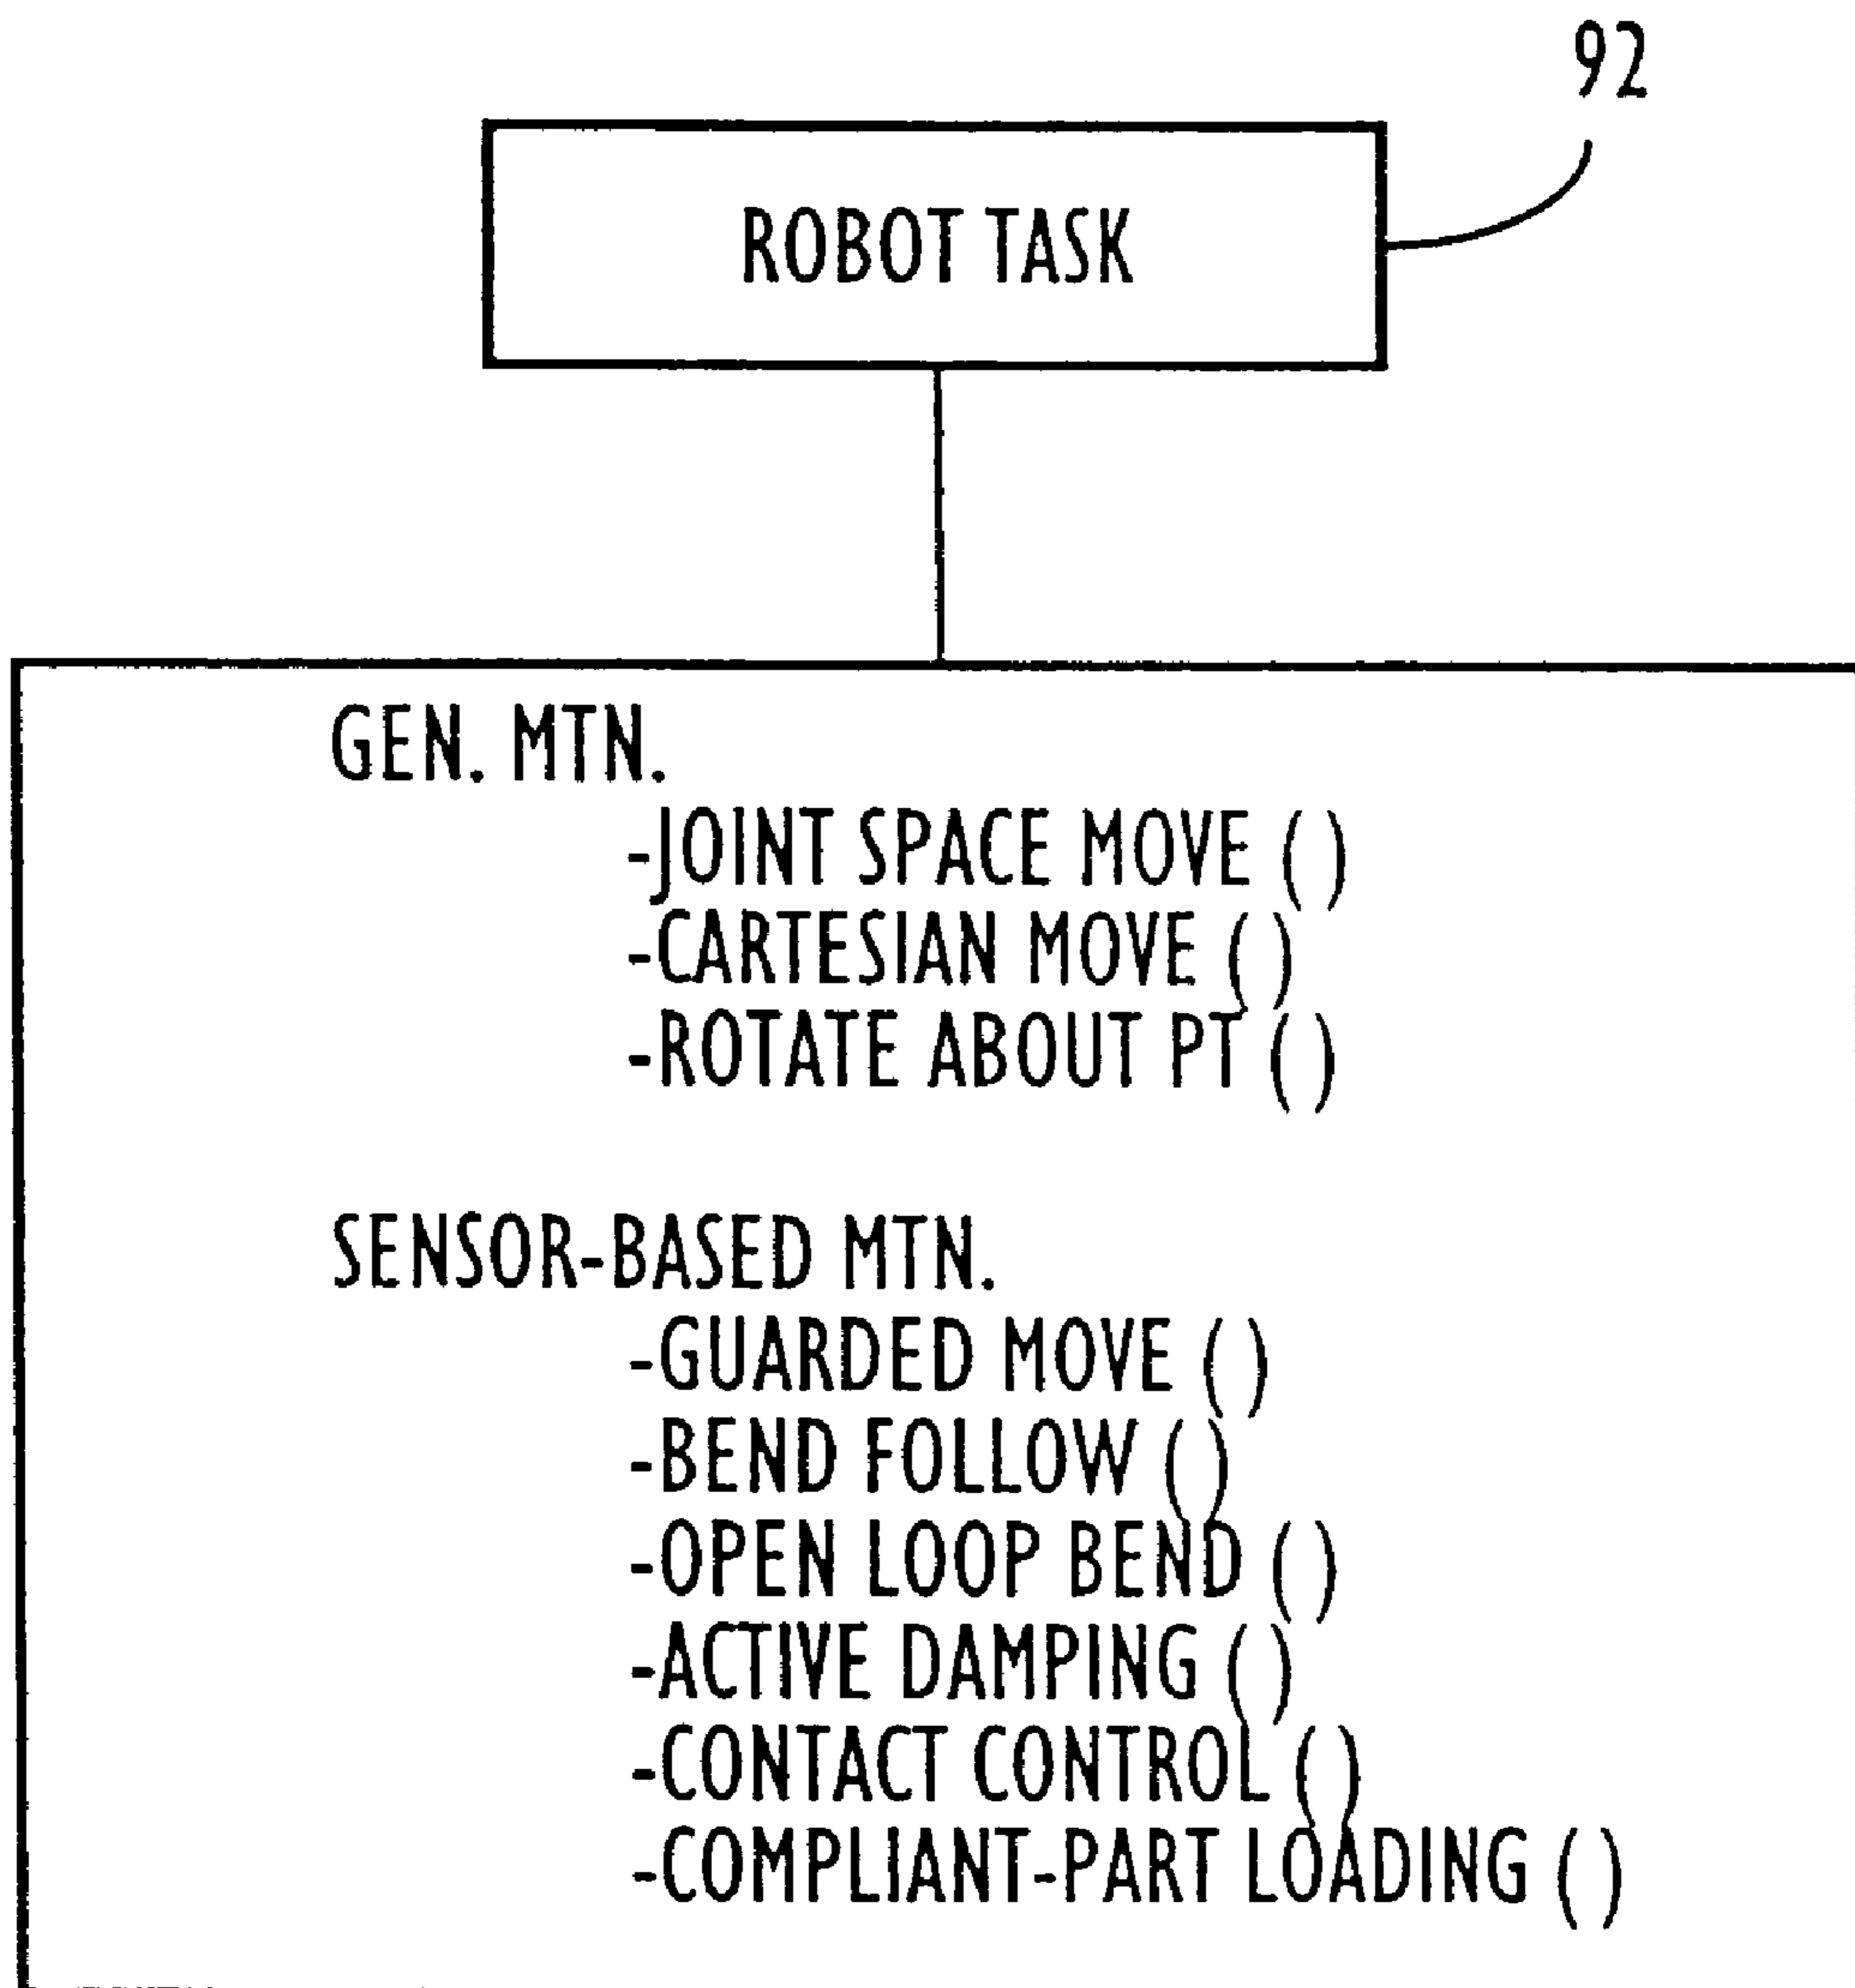 92
ROBOT TASK
GEN. MTN.
-JOINT SPACE MOVE ( )
-CARTESIAN MOVE ( )
-ROTATE ABOUT PT ( )
SENSOR-BASED MTN.
-GUARDED MOVE ( )
-BEND FOLLOW ( )
-OPEN LOOP BEND ( )
-ACTIVE DAMPING ( )
-CONTACT CONTROL ( )
-COMPLIANT-PART LOADING ( )